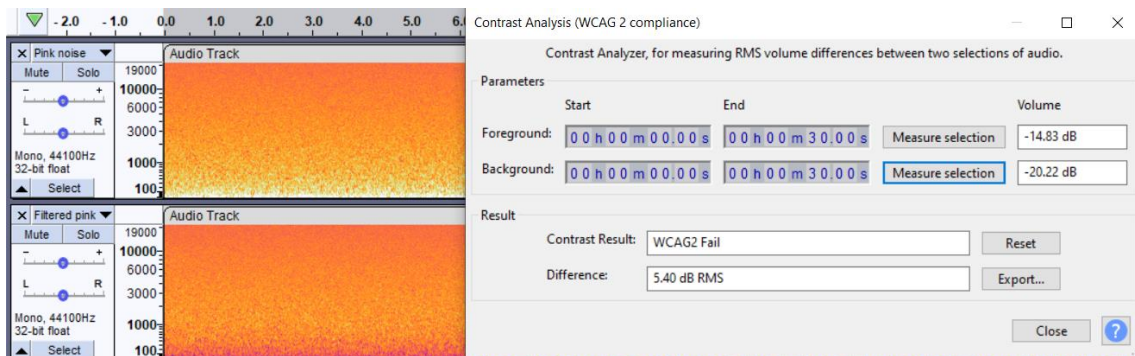 - 2.0 - 1.0 0.0 1.0 2.0 3.0 4.0 5.0
× Pink noise ▼
Audio Track
Mute Solo
- +
L R
Mono, 44100Hz
32-bit float
▲ Select
19000
10000
6000
3000
1000
100
× Filtered pink ▼
Audio Track
Mute Solo
- +
L R
Mono, 44100Hz
32-bit float
▲ Select
19000
10000
6000
3000
1000
100
Contrast Analysis (WCAG 2 compliance)
Contrast Analyzer, for measuring RMS volume differences between two selections of audio.
Parameters
Start End Volume
Foreground: 00h00m00.00s 00h00m30.00s Measure selection -14.83 dB
Background: 00h00m00.00s 00h00m30.00s Measure selection -20.22 dB
Result
Contrast Result: WCAG2 Fail Reset
Difference: 5.40 dB RMS Export...
Close ?